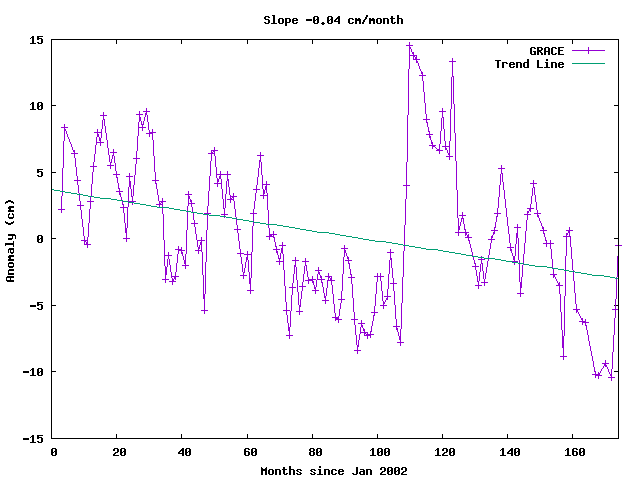 Slope -0.04 cm/month
GRACE
Trend Line
Anomaly (cm)
15
10
5
0
-5
-10
-15
0 20 40 60 80 100 120 140 160
Months since Jan 2002